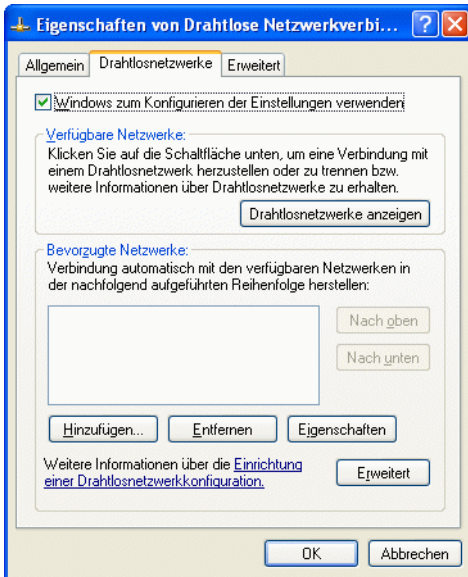 Eigenschaften von Drahtlose Netzwerkverbi...
Allgemein Drahtlosnetzwerke Erweitert
Windows zum Konfigurieren der Einstellungen verwenden
Verfügbare Netzwerke:
Klicken Sie auf die Schaltfläche unten, um eine Verbindung mit
einem Drahtlosnetzwerk herzustellen oder zu trennen bzw.
weitere Informationen über Drahtlosnetzwerke zu erhalten.
Drahtlosnetzwerke anzeigen
Bevorzugte Netzwerke:
Verbindung automatisch mit den verfügbaren Netzwerken in
der nachfolgend aufgeführten Reihenfolge herstellen:
Nach oben
Nach unten
Hinzufügen... Entfernen Eigenschaften
Weitere Informationen über die Einrichtung
einer Drahtlosnetzwerkkonfiguration.
Erweitert
OK Abbrechen